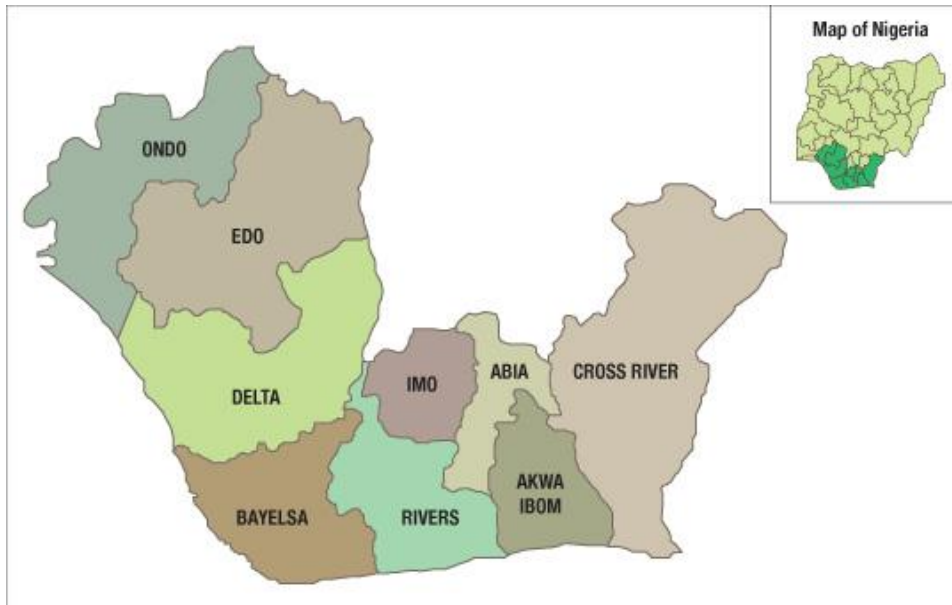 Map of Nigeria
ONDO
EDO
DELTA
IMO
ABIA
CROSS RIVER
BAYELSA
RIVERS
AKWA
IBOM